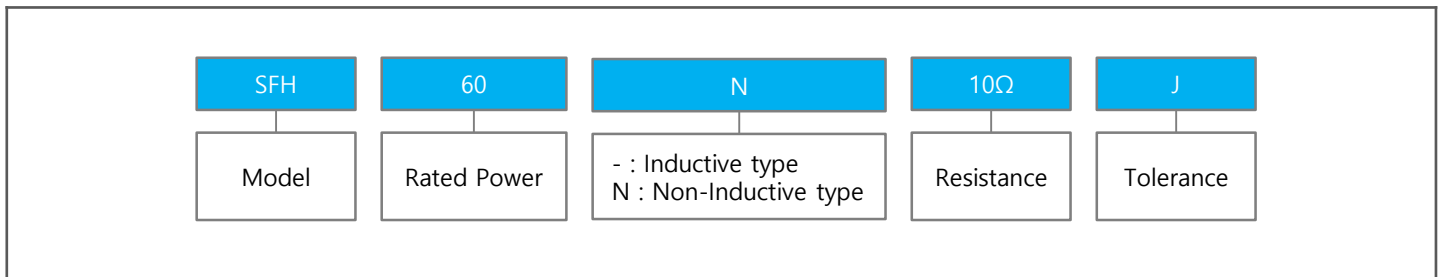 SFH 60 N 10Ω J
Model Rated Power - : Inductive type Resistance Tolerance
N : Non-Inductive type